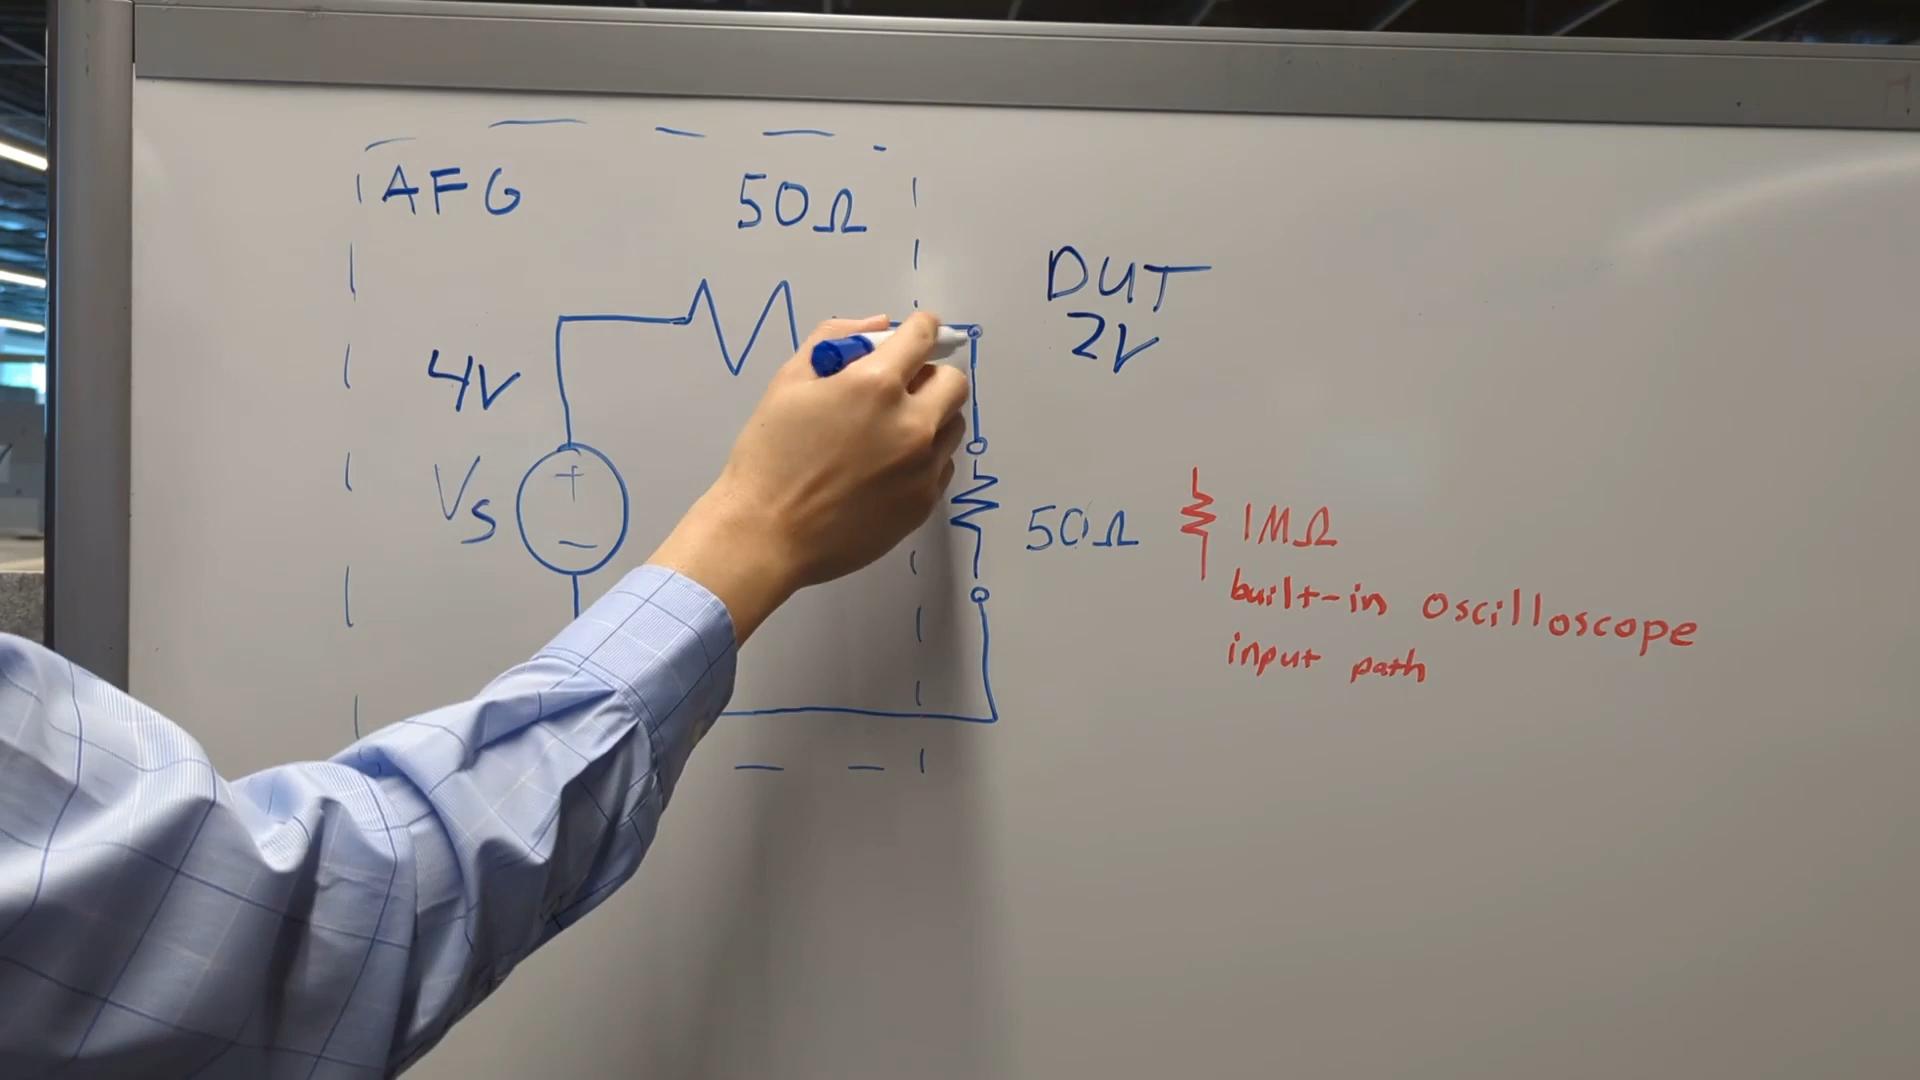 AFG
50Ω
DUT
2V
4V
Vs
50Ω
1MΩ
built-in oscilloscope
input path